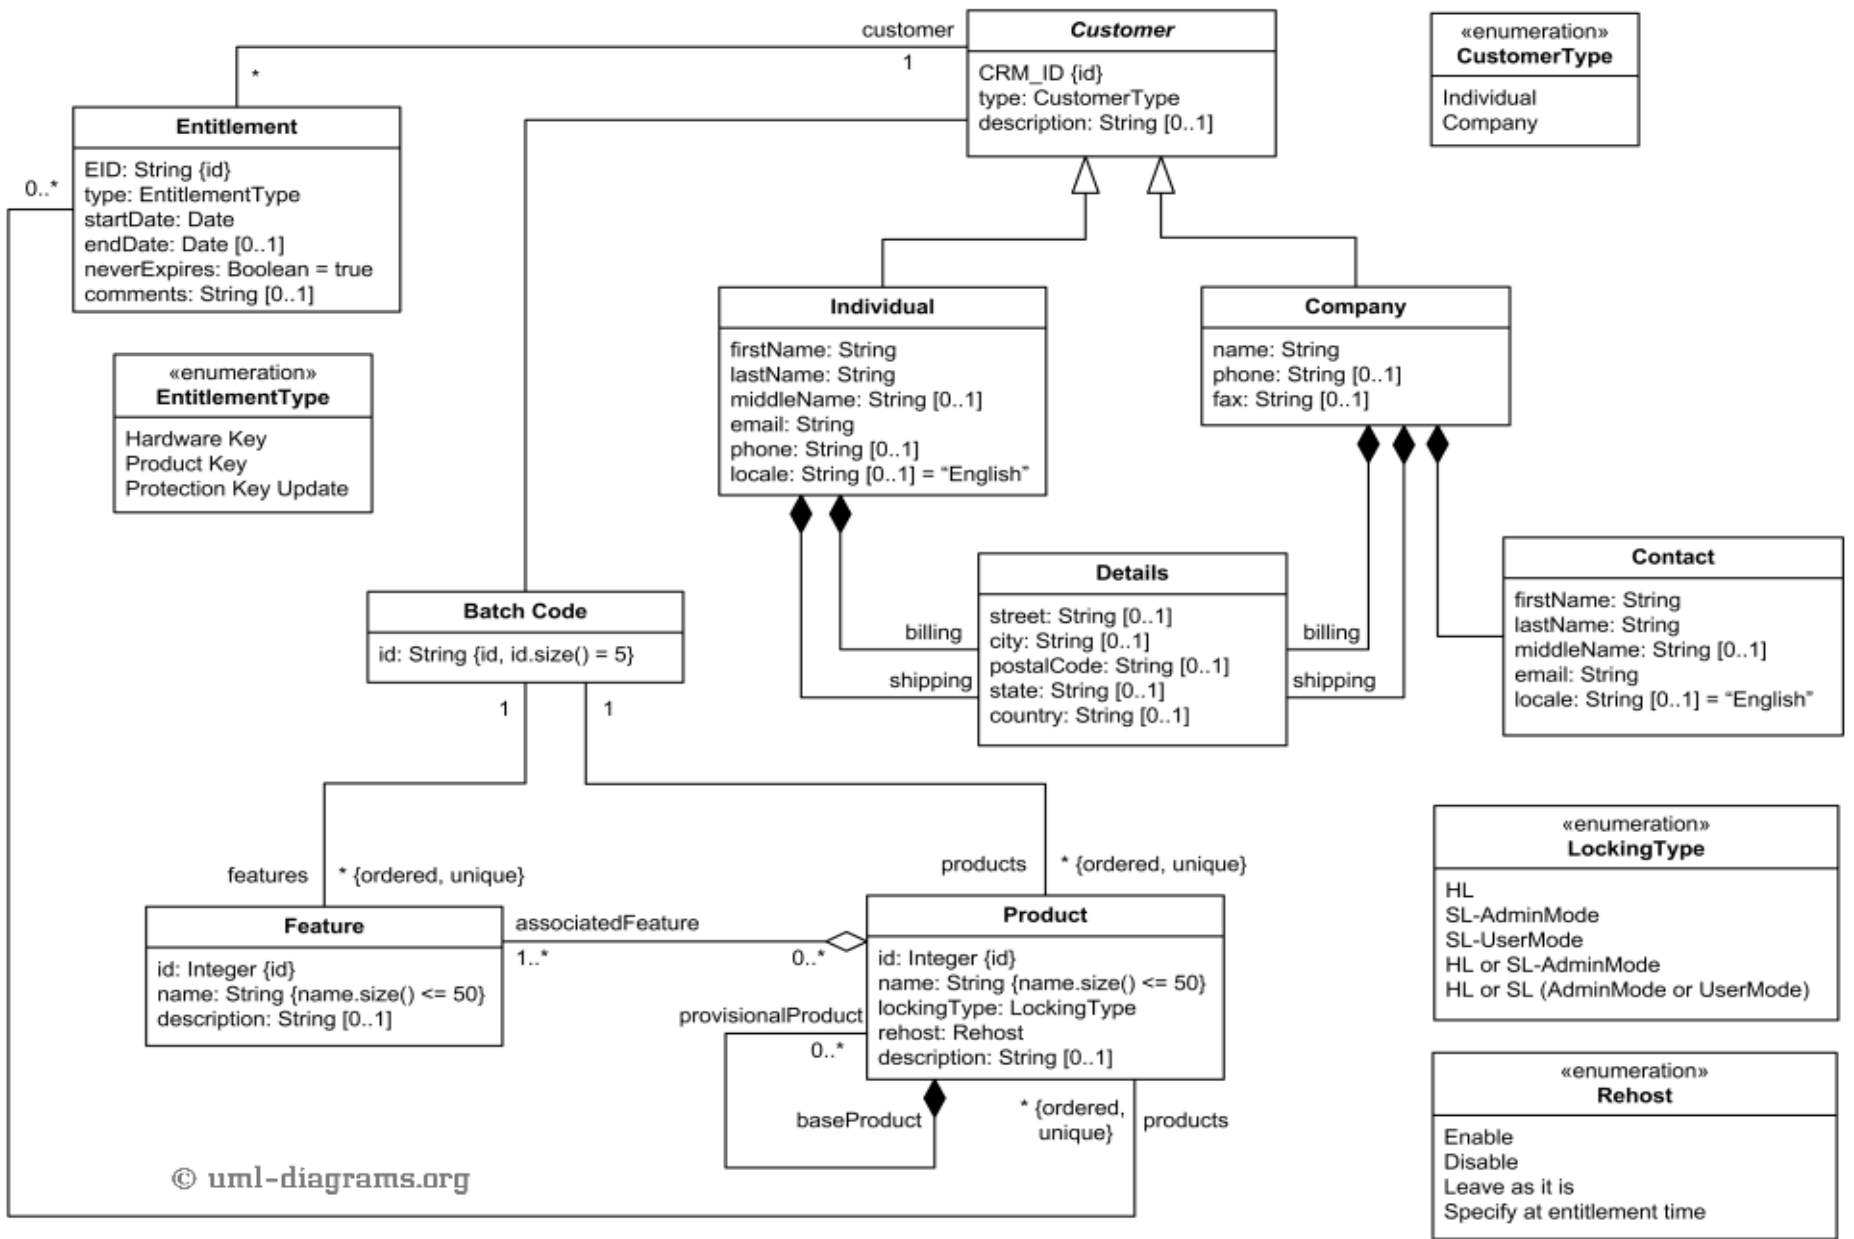 customer
1
*
Customer
CRM_ID {id}
type: CustomerType
description: String [0..1]
«enumeration»
CustomerType
Individual
Company
Entitlement
EID: String {id}
type: EntitlementType
startDate: Date
endDate: Date [0..1]
neverExpires: Boolean = true
comments: String [0..1]
0..*
«enumeration»
EntitlementType
Hardware Key
Product Key
Protection Key Update
Individual
firstName: String
lastName: String
middleName: String [0..1]
email: String
phone: String [0..1]
locale: String [0..1] = “English”
Company
name: String
phone: String [0..1]
fax: String [0..1]
Details
street: String [0..1]
city: String [0..1]
postalCode: String [0..1]
state: String [0..1]
country: String [0..1]
billing
shipping
billing
shipping
Contact
firstName: String
lastName: String
middleName: String [0..1]
email: String
locale: String [0..1] = “English”
Batch Code
id: String {id, id.size() = 5}
1
1
features
* {ordered, unique}
products
* {ordered, unique}
Feature
id: Integer {id}
name: String {name.size() <= 50}
description: String [0..1]
associatedFeature
1..*
0..*
Product
id: Integer {id}
name: String {name.size() <= 50}
lockingType: LockingType
rehost: Rehost
description: String [0..1]
provisionalProduct
0..*
baseProduct
* {ordered,
unique}
products
«enumeration»
LockingType
HL
SL-AdminMode
SL-UserMode
HL or SL-AdminMode
HL or SL (AdminMode or UserMode)
«enumeration»
Rehost
Enable
Disable
Leave as it is
Specify at entitlement time
© uml-diagrams.org